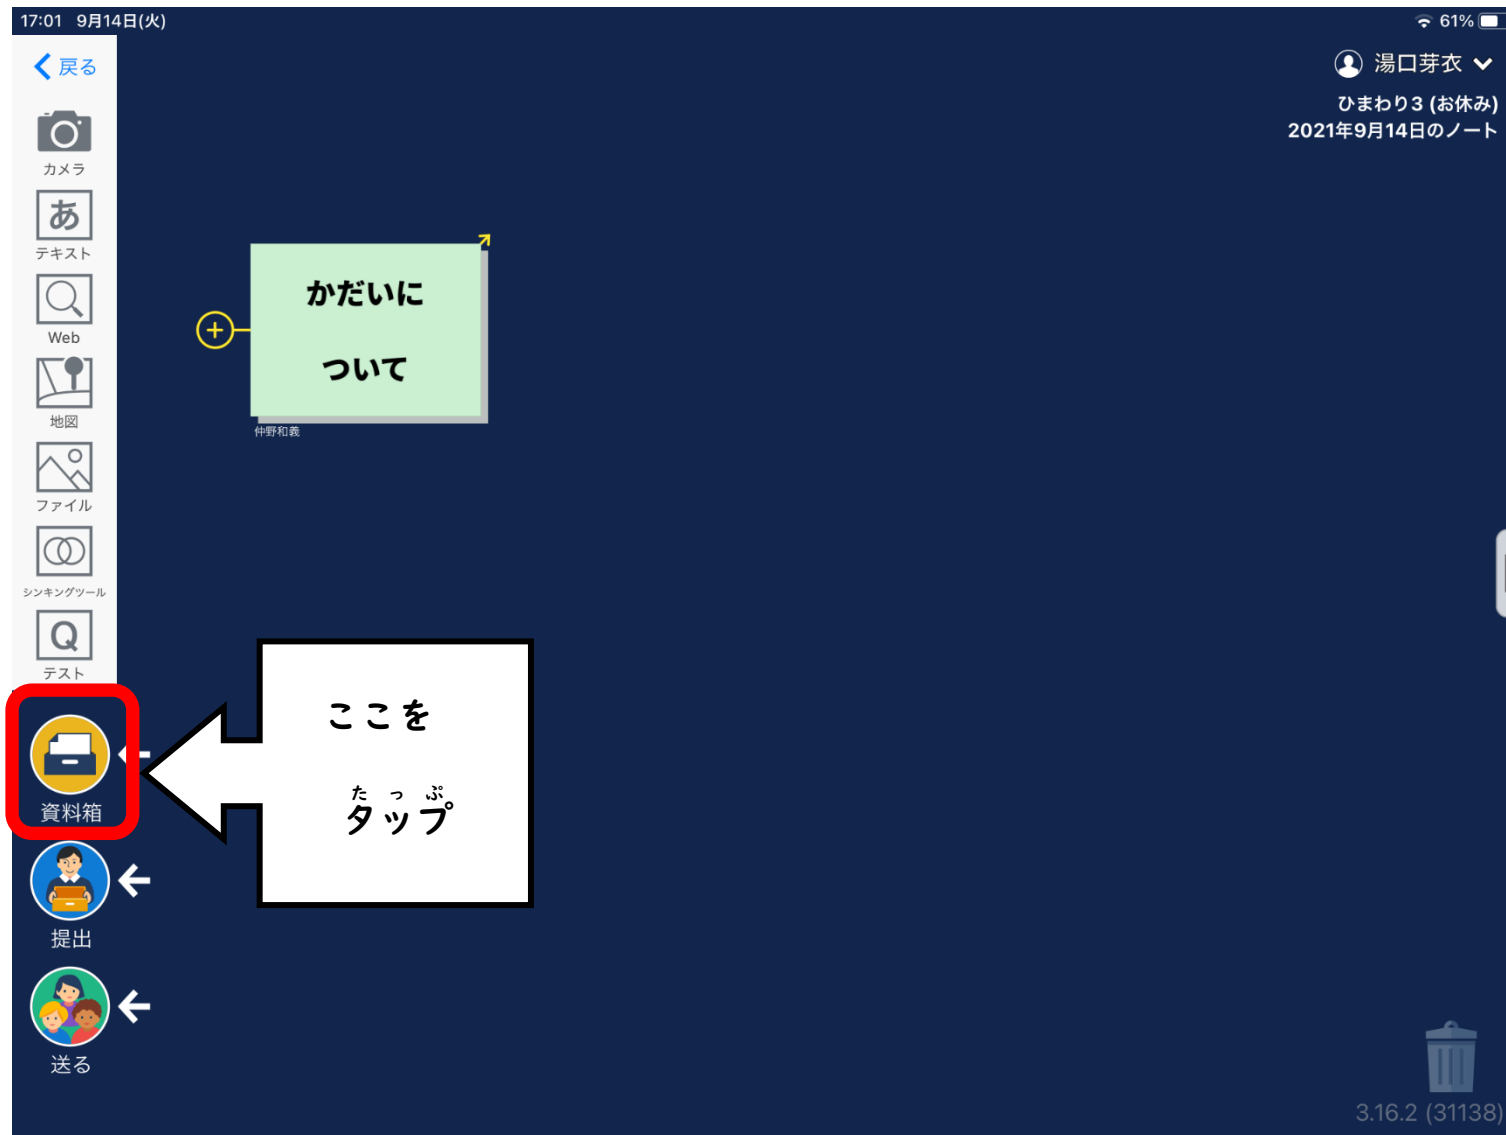 17:01 9月14日(火)
61%
戻る
湯口芽衣
ひまわり3 (お休み)
2021年9月14日のノート
カメラ
あ
テキスト
Web
地図
ファイル
シンキングツール
Q
テスト
かだいに
ついて
仲野和義
ここを
たっぷ
タップ
資料箱
提出
送る
3.16.2 (31138)